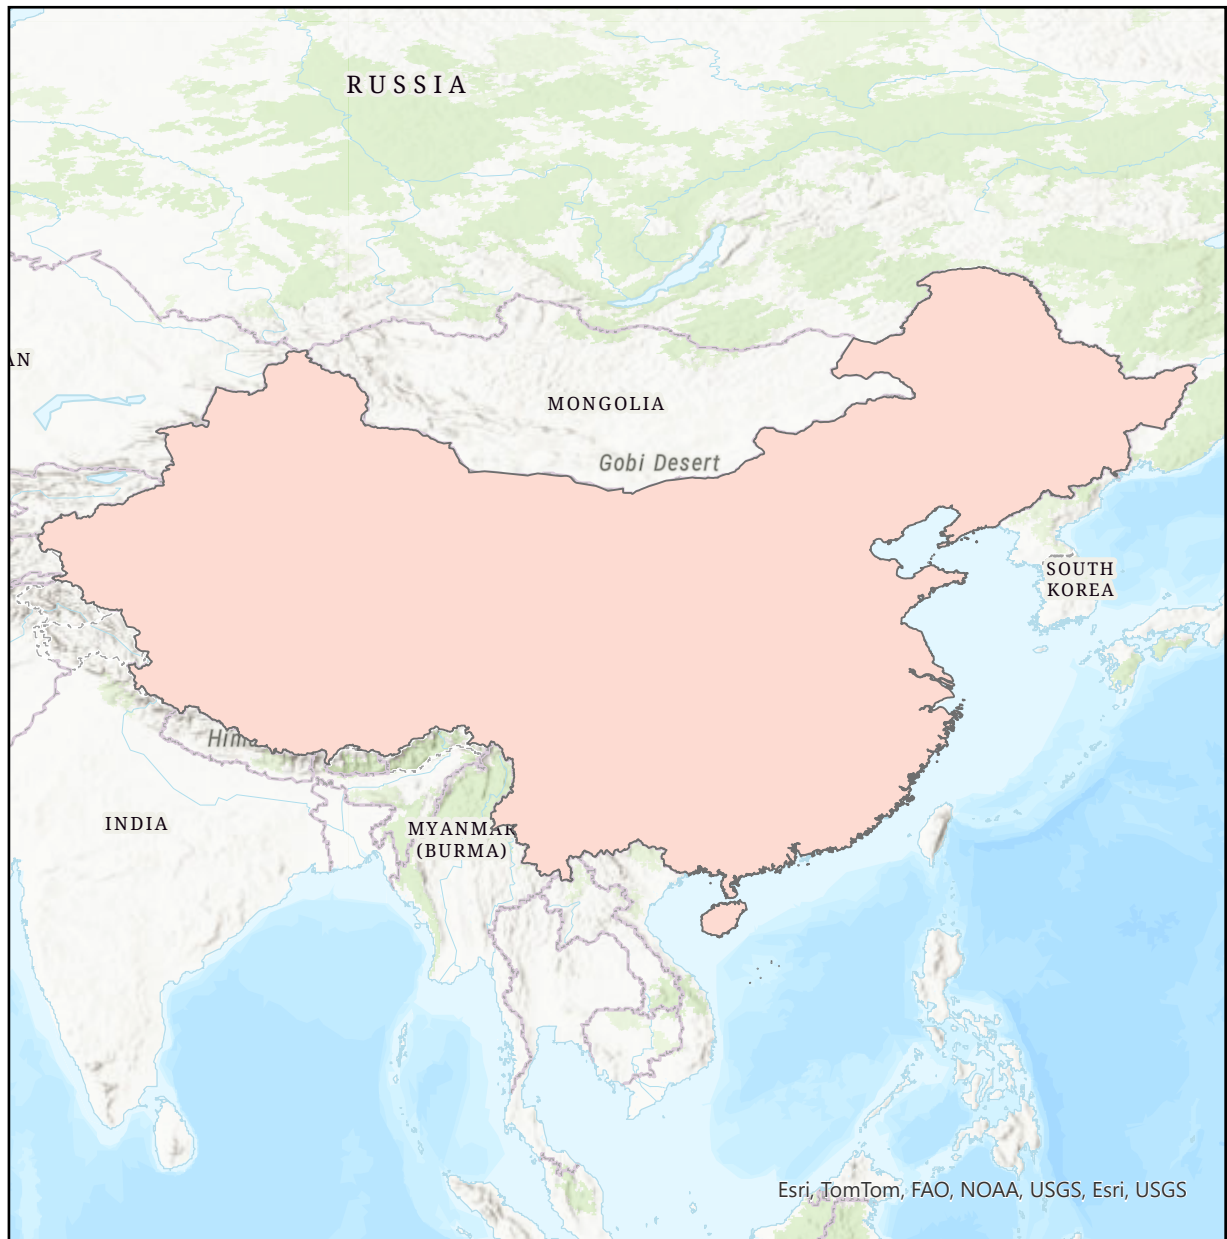 RUSSIA
AN
MONGOLIA
Gobi Desert
SOUTH
KOREA
INDIA
MYANMAR
(BURMA)
Esri, TomTom, FAO, NOAA, USGS, Esri, USGS